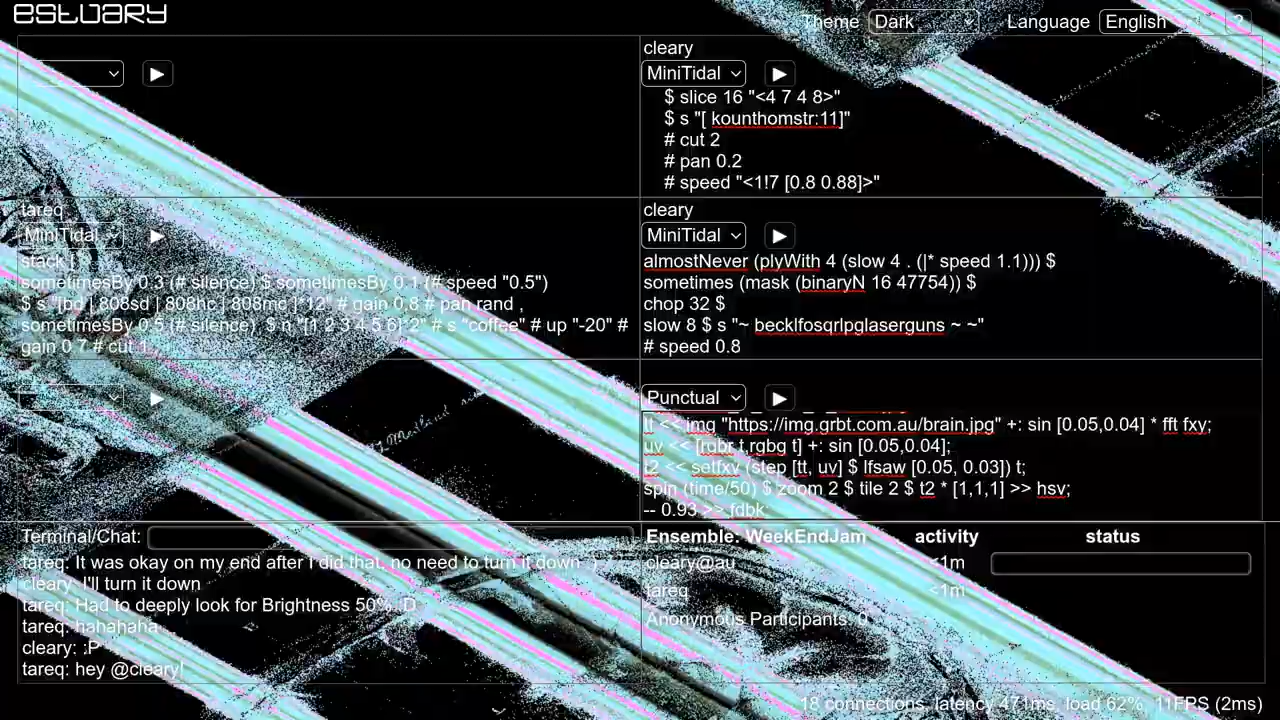 estuary
Theme Dark Language English ?
cleary
MiniTidal
$ slice 16 "<4 7 4 8>"
$ s "[ kounthomstr:11]"
# cut 2
# pan 0.2
# speed "<1!7 [0.8 0.88]>"
tareq
MiniTidal
stack [
sometimesBy 0.3 (# silence) $ sometimesBy 0.1 (# speed "0.5")
$ s "[bd | 808sd | 808hc | 808mc ]*12" # gain 0.8 # pan rand ,
sometimesBy 0.5 (# silence) $ n "[1 2 3 4 5 6]*2" # s "coffee" # up "-20" #
gain 0.7 # cut 1
cleary
MiniTidal
almostNever (plyWith 4 (slow 4 . (|* speed 1.1))) $
sometimes (mask (binaryN 16 47754)) $
chop 32 $
slow 8 $ s "~ becklfosqrlpglaserguns ~ ~"
# speed 0.8
Punctual
tt << img "https://img.grbt.com.au/brain.jpg" +: sin [0.05,0.04] * fft fxy;
uv << [rgbr t,rgbg t] +: sin [0.05,0.04];
t2 << setfxy (step [tt, uv] $ lfsaw [0.05, 0.03]) t;
spin (time/50) $ zoom 2 $ tile 2 $ t2 * [1,1,1] >> hsv;
-- 0.93 >> fdbk;
Terminal/Chat:
tareq: It was okay on my end after I did that, no need to turn it down :)
cleary: I'll turn it down
tareq: Had to deeply look for Brightness 50% :D
tareq: hahahaha
cleary: :P
tareq: hey @cleary!
Ensemble: WeekEndJam activity status
cleary@au <1m
tareq <1m
Anonymous Participants: 0
18 connections, latency 471ms, load 62%, 11FPS (2ms)